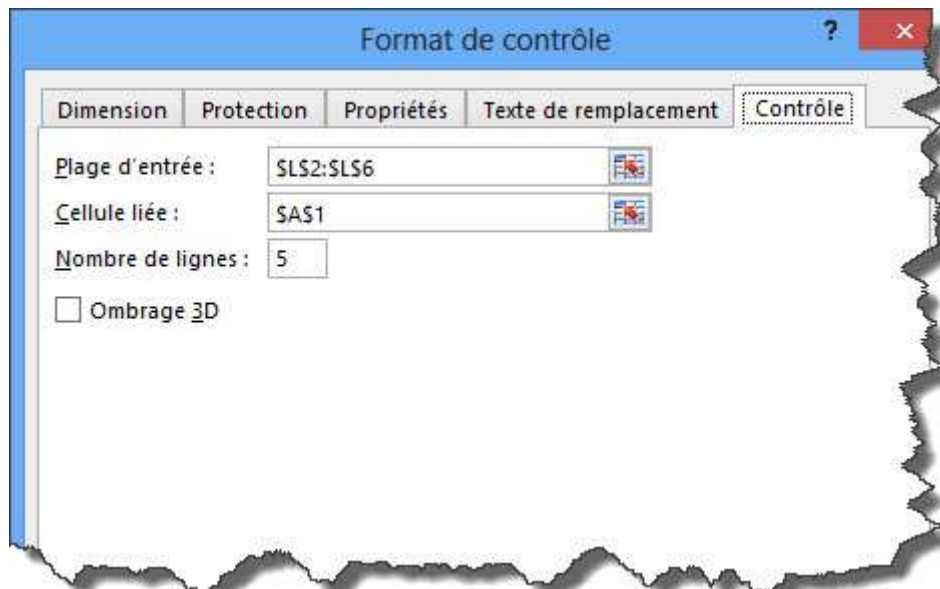 Format de contrôle ?
Dimension Protection Propriétés Texte de remplacement Contrôle
Plage d'entrée : $L$2:$L$6
Cellule liée : $A$1
Nombre de lignes : 5
Ombrage 3D